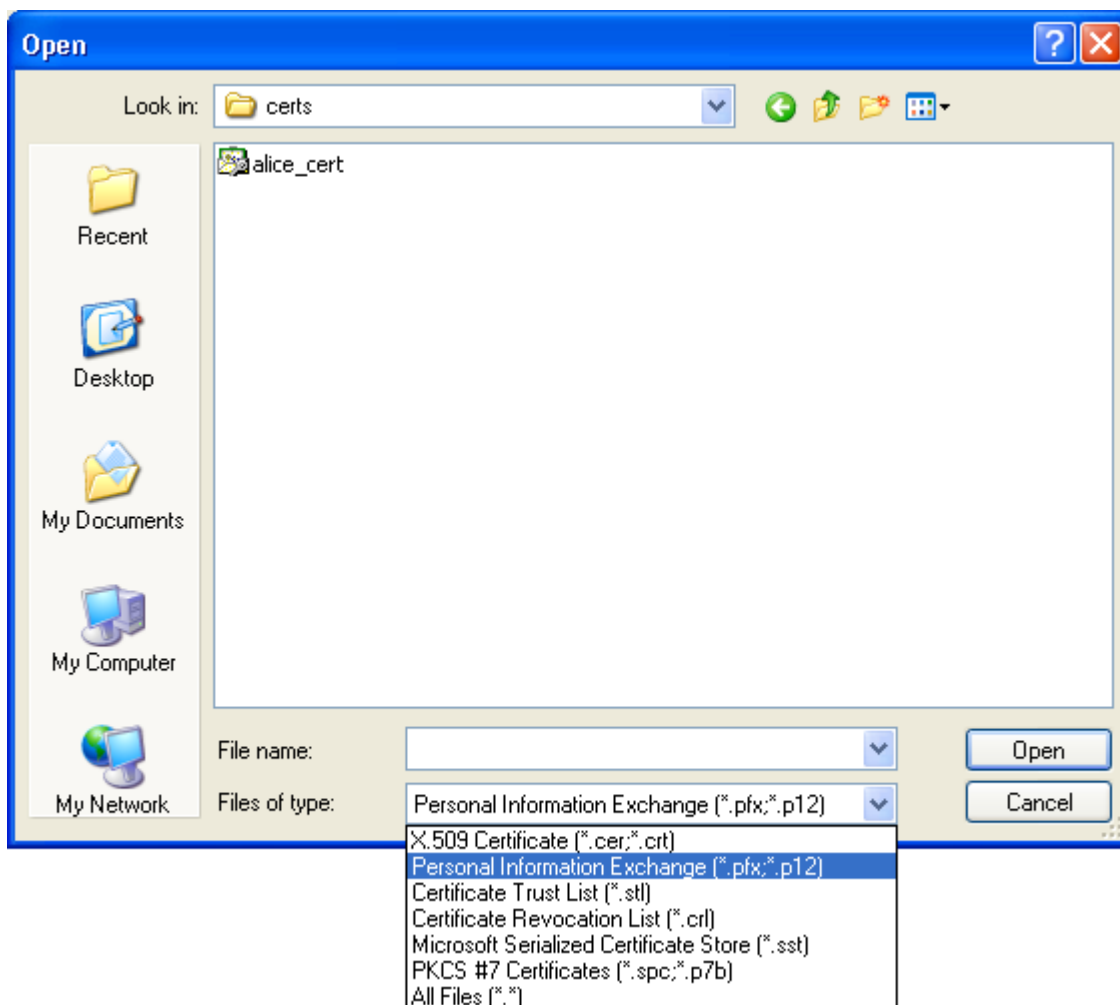 Open
Look in: certs
alice_cert
Recent
Desktop
My Documents
My Computer
My Network
File name:
Open
Files of type: Personal Information Exchange (*.pfx;*.p12)
Cancel
X.509 Certificate (*.cer;*.crt)
Personal Information Exchange (*.pfx;*.p12)
Certificate Trust List (*.stl)
Certificate Revocation List (*.crl)
Microsoft Serialized Certificate Store (*.sst)
PKCS #7 Certificates (*.spc;*.p7b)
All Files (*.*)